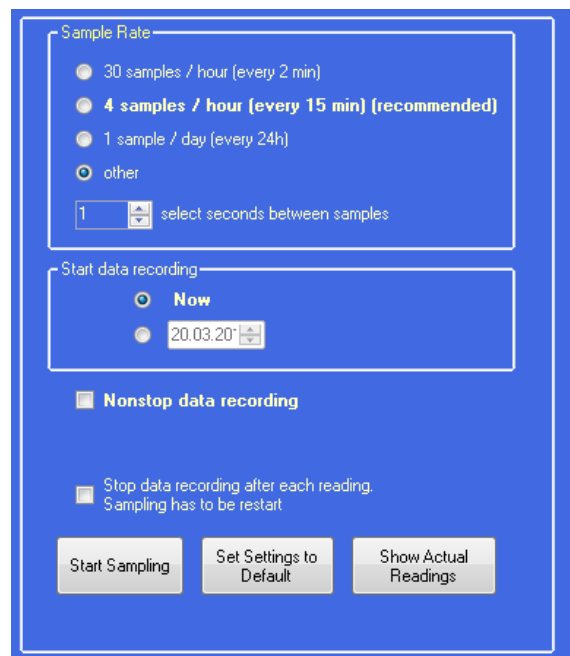 Sample Rate
30 samples / hour (every 2 min)
4 samples / hour (every 15 min) (recommended)
1 sample / day (every 24h)
other
1 select seconds between samples
Start data recording
Now
20.03.20
Nonstop data recording
Stop data recording after each reading.
Sampling has to be restart
Start Sampling
Set Settings to
Default
Show Actual
Readings